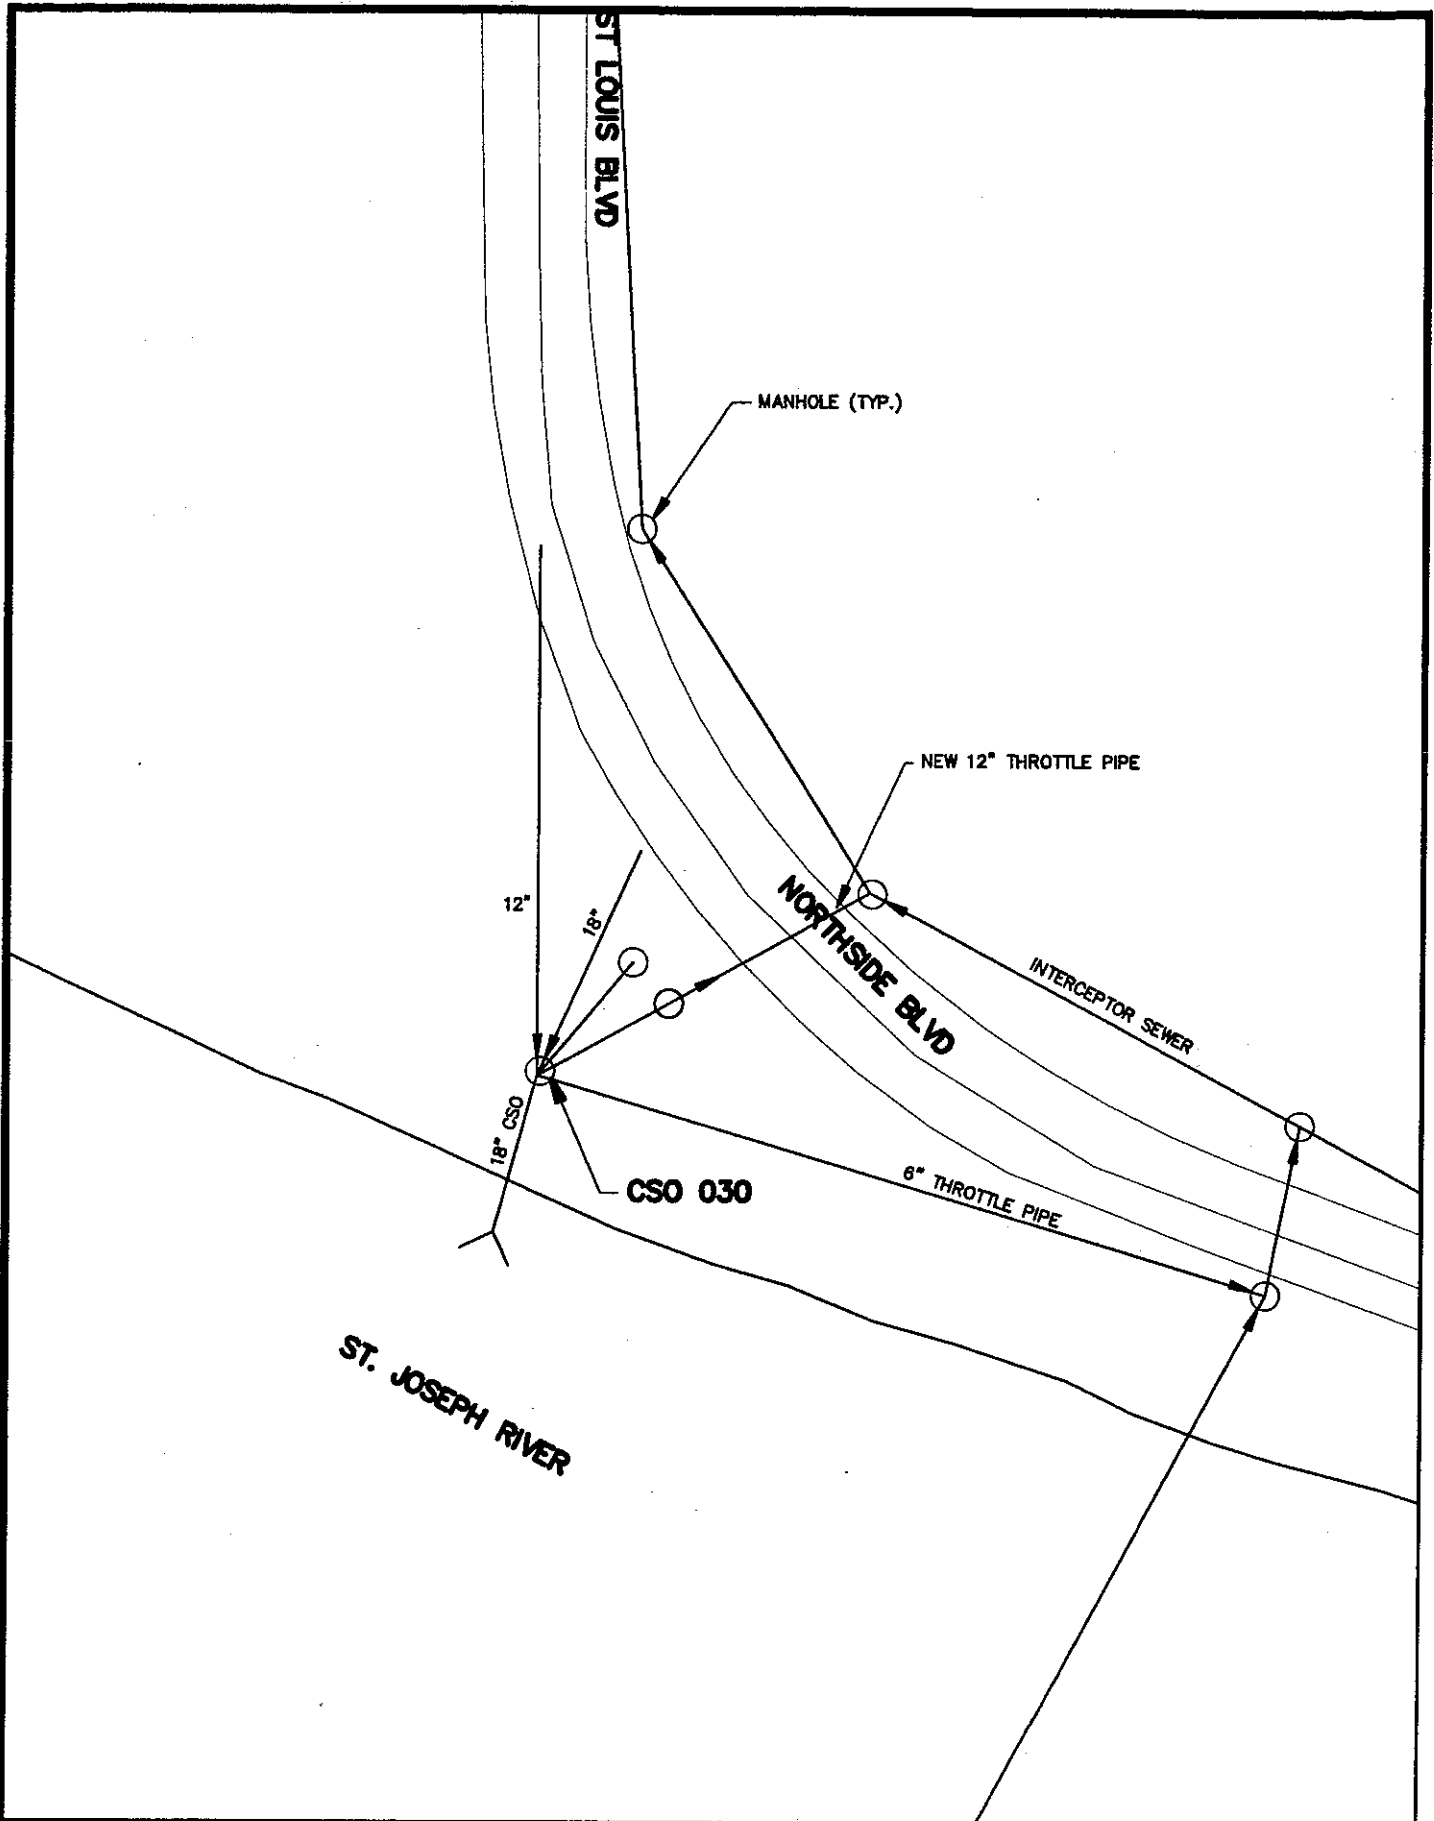 ST LOUIS BLVD
MANHOLE (TYP.)
NEW 12" THROTTLE PIPE
12"
18"
NORTHSIDE BLVD
INTERCEPTOR SEWER
18" CSO
CSO 030
6" THROTTLE PIPE
ST. JOSEPH RIVER